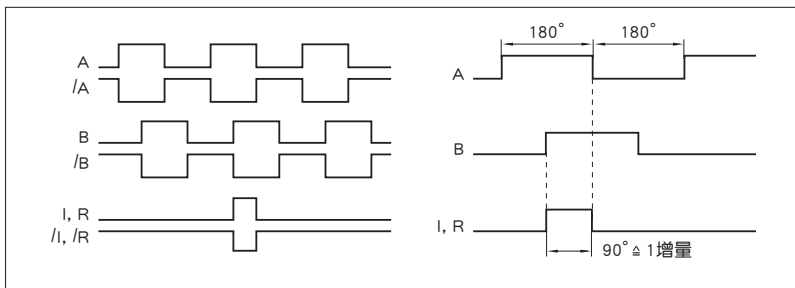 A
/A
B
/B
I, R
/I, /R
180° 180°
A
B
I, R
90° ≙ 1增量